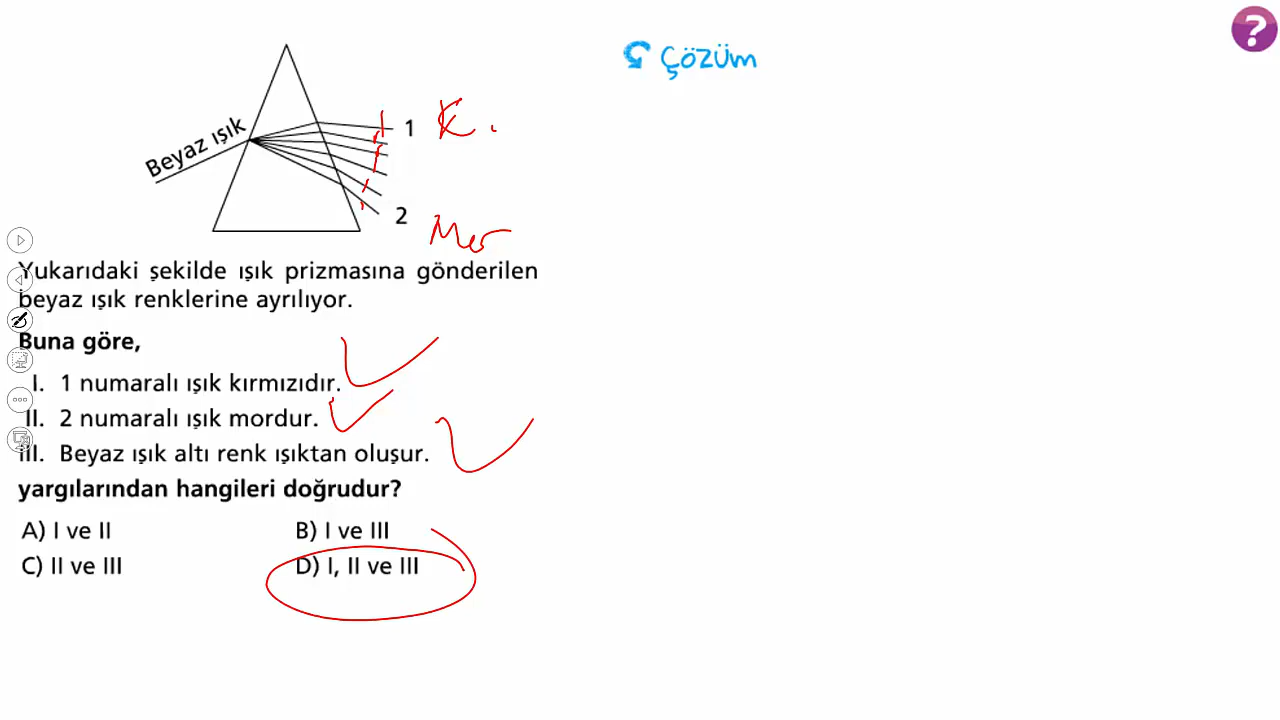 ?
Çözüm
Beyaz ışık
1 K.
2
Mor
Yukarıdaki şekilde ışık prizmasına gönderilen
beyaz ışık renklerine ayrılıyor.
Buna göre,
I. 1 numaralı ışık kırmızıdır.
II. 2 numaralı ışık mordur.
III. Beyaz ışık altı renk ışıktan oluşur.
yargılarından hangileri doğrudur?
A) I ve II B) I ve III
C) II ve III D) I, II ve III